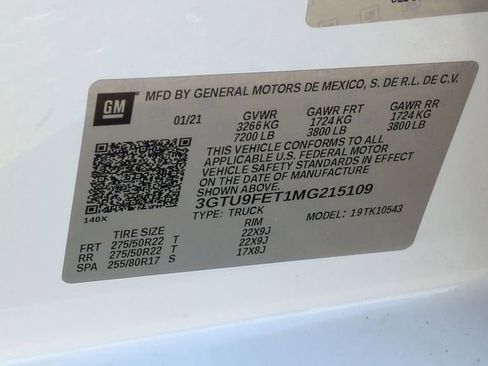 GM
MFD BY GENERAL MOTORS DE MEXICO, S. DE R.L. DE C.V.
01/21 GVWR GAWR FRT GAWR RR
3266 KG 1724 KG 1724 KG
7200 LB 3800 LB 3800 LB
THIS VEHICLE CONFORMS TO ALL
APPLICABLE U.S. FEDERAL MOTOR
VEHICLE SAFETY STANDARDS IN EFFECT
ON THE DATE OF MANUFACTURE
SHOWN ABOVE.
3GTU9FET1MG215109
TYPE: TRUCK MODEL: 19TK10543
140X
TIRE SIZE RIM
FRT 275/50R22 T 22X9J
RR 275/50R22 T 22X9J
SPA 255/80R17 S 17X8J